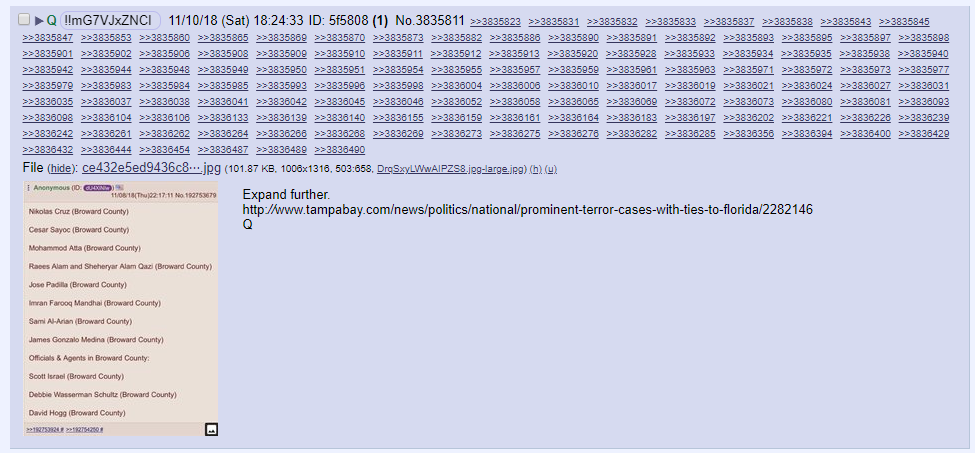 Q !!mG7VJxZNCI 11/10/18 (Sat) 18:24:33 ID: 5f5808 (1) No.3835811 >>3835823 >>3835831 >>3835832 >>3835833 >>3835837 >>3835838 >>3835843 >>3835845
>>3835847 >>3835853 >>3835860 >>3835865 >>3835869 >>3835870 >>3835873 >>3835882 >>3835886 >>3835890 >>3835891 >>3835892 >>3835893 >>3835895 >>3835897 >>3835898
>>3835901 >>3835902 >>3835906 >>3835908 >>3835909 >>3835910 >>3835911 >>3835912 >>3835913 >>3835920 >>3835928 >>3835933 >>3835934 >>3835935 >>3835938 >>3835940
>>3835942 >>3835944 >>3835948 >>3835949 >>3835950 >>3835951 >>3835954 >>3835955 >>3835957 >>3835959 >>3835961 >>3835963 >>3835971 >>3835972 >>3835973 >>3835977
>>3835979 >>3835983 >>3835984 >>3835985 >>3835993 >>3835996 >>3835998 >>3836004 >>3836006 >>3836010 >>3836017 >>3836019 >>3836021 >>3836024 >>3836027 >>3836031
>>3836035 >>3836037 >>3836038 >>3836041 >>3836042 >>3836045 >>3836046 >>3836052 >>3836058 >>3836065 >>3836069 >>3836072 >>3836073 >>3836080 >>3836081 >>3836093
>>3836098 >>3836104 >>3836106 >>3836133 >>3836139 >>3836140 >>3836155 >>3836159 >>3836161 >>3836164 >>3836183 >>3836197 >>3836202 >>3836221 >>3836226 >>3836239
>>3836242 >>3836261 >>3836262 >>3836264 >>3836266 >>3836268 >>3836269 >>3836273 >>3836275 >>3836276 >>3836282 >>3836285 >>3836356 >>3836394 >>3836400 >>3836429
>>3836432 >>3836444 >>3836454 >>3836487 >>3836489 >>3836490
File (hide): ce432e5ed9436c8⋯.jpg (101.87 KB, 1006x1316, 503:658, DrqSxyLWwAIPZS8.jpg-large.jpg) (h) (u)
Anonymous (ID: dU4XINIw)
11/08/18(Thu)22:17:11 No.192753679
Nikolas Cruz (Broward County)
Cesar Sayoc (Broward County)
Mohammod Atta (Broward County)
Raees Alam and Sheheryar Alam Qazi (Broward County)
Jose Padilla (Broward County)
Imran Farooq Mandhai (Broward County)
Sami Al-Arian (Broward County)
James Gonzalo Medina (Broward County)
Officials & Agents in Broward County:
Scott Israel (Broward County)
Debbie Wasserman Schultz (Broward County)
David Hogg (Broward County)
>>192753924 # >>192754250 #
Expand further.
http://www.tampabay.com/news/politics/national/prominent-terror-cases-with-ties-to-florida/2282146
Q